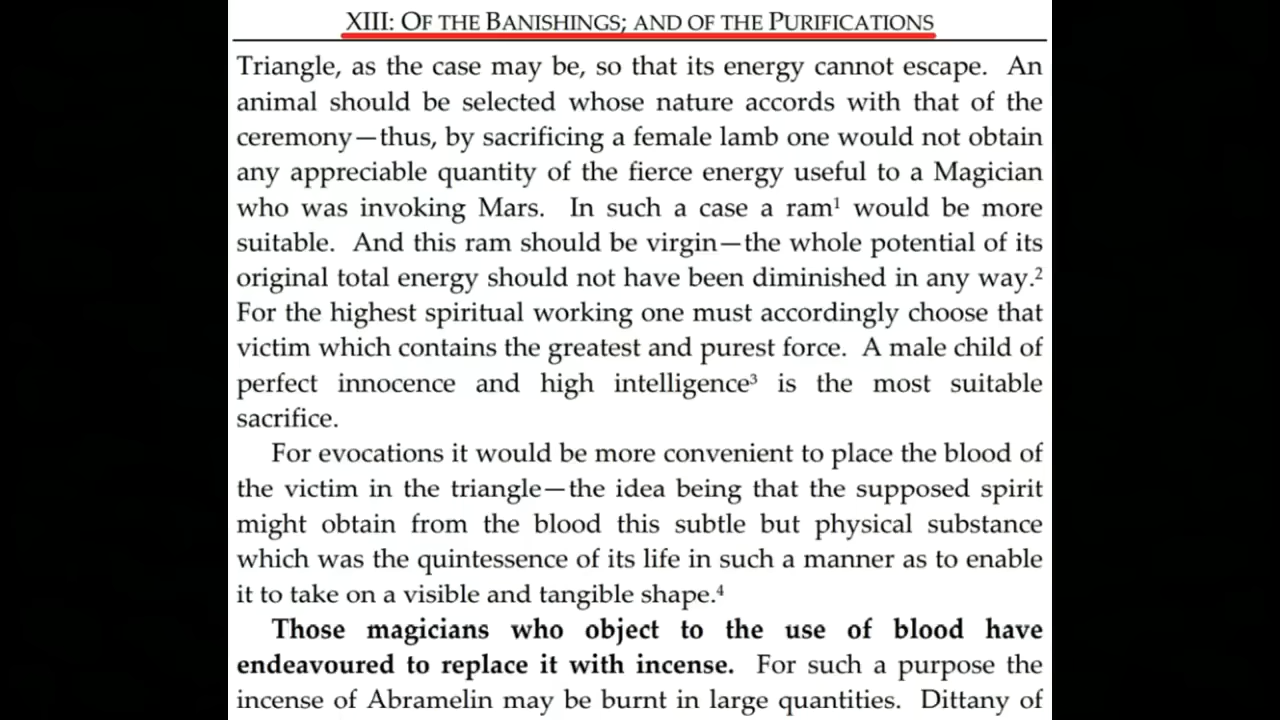 XIII: OF THE BANISHINGS; AND OF THE PURIFICATIONS
Triangle, as the case may be, so that its energy cannot escape. An
animal should be selected whose nature accords with that of the
ceremony—thus, by sacrificing a female lamb one would not obtain
any appreciable quantity of the fierce energy useful to a Magician
who was invoking Mars. In such a case a ram¹ would be more
suitable. And this ram should be virgin—the whole potential of its
original total energy should not have been diminished in any way.²
For the highest spiritual working one must accordingly choose that
victim which contains the greatest and purest force. A male child of
perfect innocence and high intelligence³ is the most suitable
sacrifice.
For evocations it would be more convenient to place the blood of
the victim in the triangle—the idea being that the supposed spirit
might obtain from the blood this subtle but physical substance
which was the quintessence of its life in such a manner as to enable
it to take on a visible and tangible shape.⁴
Those magicians who object to the use of blood have
endeavoured to replace it with incense. For such a purpose the
incense of Abramelin may be burnt in large quantities. Dittany of